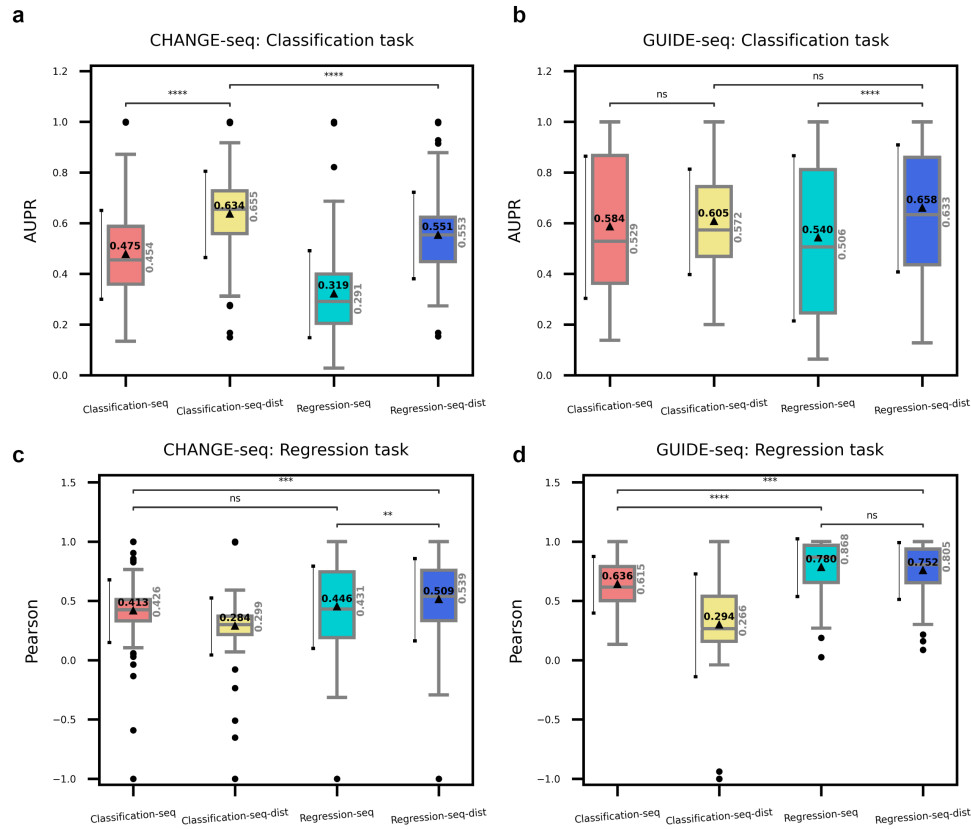 a
CHANGE-seq: Classification task
1.2
1.0
0.8
0.6
0.4
0.2
0.0
AUPR
****
****
0.475
0.454
0.634
0.655
0.319
0.291
0.551
0.553
Classification-seq
Classification-seq-dist
Regression-seq
Regression-seq-dist
b
GUIDE-seq: Classification task
1.2
1.0
0.8
0.6
0.4
0.2
0.0
AUPR
ns
ns
****
0.584
0.529
0.605
0.572
0.540
0.506
0.658
0.633
Classification-seq
Classification-seq-dist
Regression-seq
Regression-seq-dist
c
CHANGE-seq: Regression task
1.5
1.0
0.5
0.0
−0.5
−1.0
Pearson
***
ns
**
0.413
0.426
0.284
0.299
0.446
0.431
0.509
0.539
Classification-seq
Classification-seq-dist
Regression-seq
Regression-seq-dist
d
GUIDE-seq: Regression task
1.5
1.0
0.5
0.0
−0.5
−1.0
Pearson
***
****
ns
0.636
0.615
0.294
0.266
0.780
0.868
0.752
0.805
Classification-seq
Classification-seq-dist
Regression-seq
Regression-seq-dist